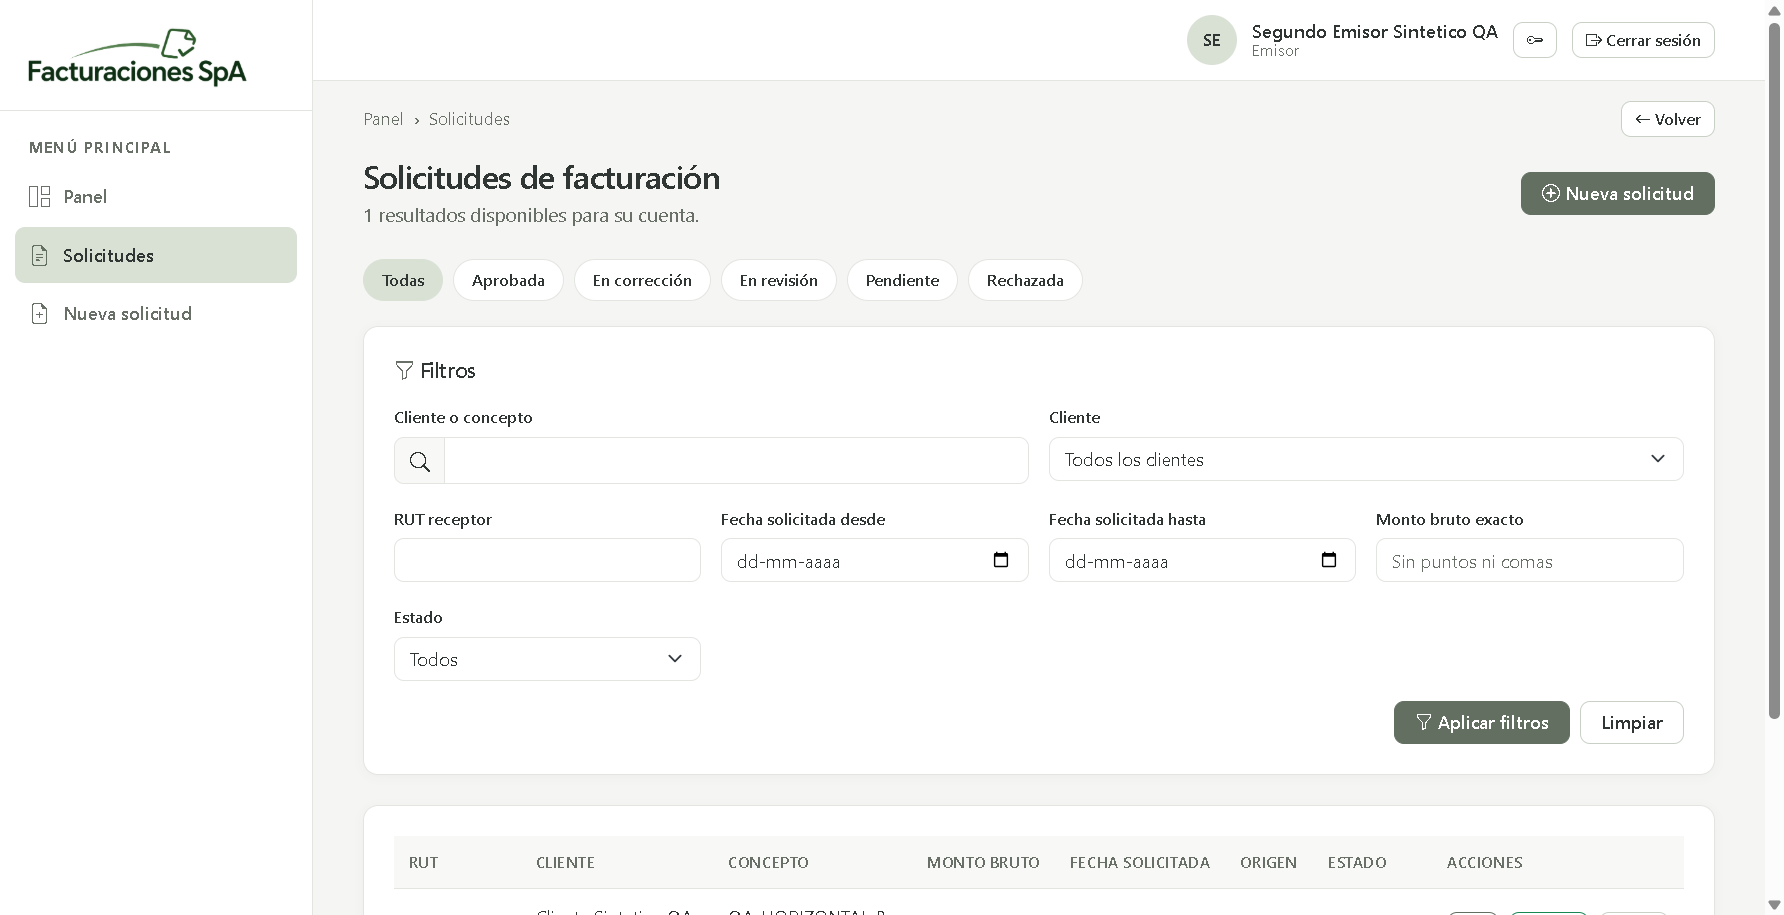 Facturaciones SpA
SE
Segundo Emisor Sintetico QA
Emisor
Cerrar sesión
MENÚ PRINCIPAL
Panel
Solicitudes
Nueva solicitud
Panel › Solicitudes
← Volver
Solicitudes de facturación
1 resultados disponibles para su cuenta.
Nueva solicitud
Todas Aprobada En corrección En revisión Pendiente Rechazada
Filtros
Cliente o concepto
Cliente
Todos los clientes
RUT receptor
Fecha solicitada desde
Fecha solicitada hasta
Monto bruto exacto
dd-mm-aaaa
dd-mm-aaaa
Sin puntos ni comas
Estado
Todos
Aplicar filtros
Limpiar
RUT CLIENTE CONCEPTO MONTO BRUTO FECHA SOLICITADA ORIGEN ESTADO ACCIONES